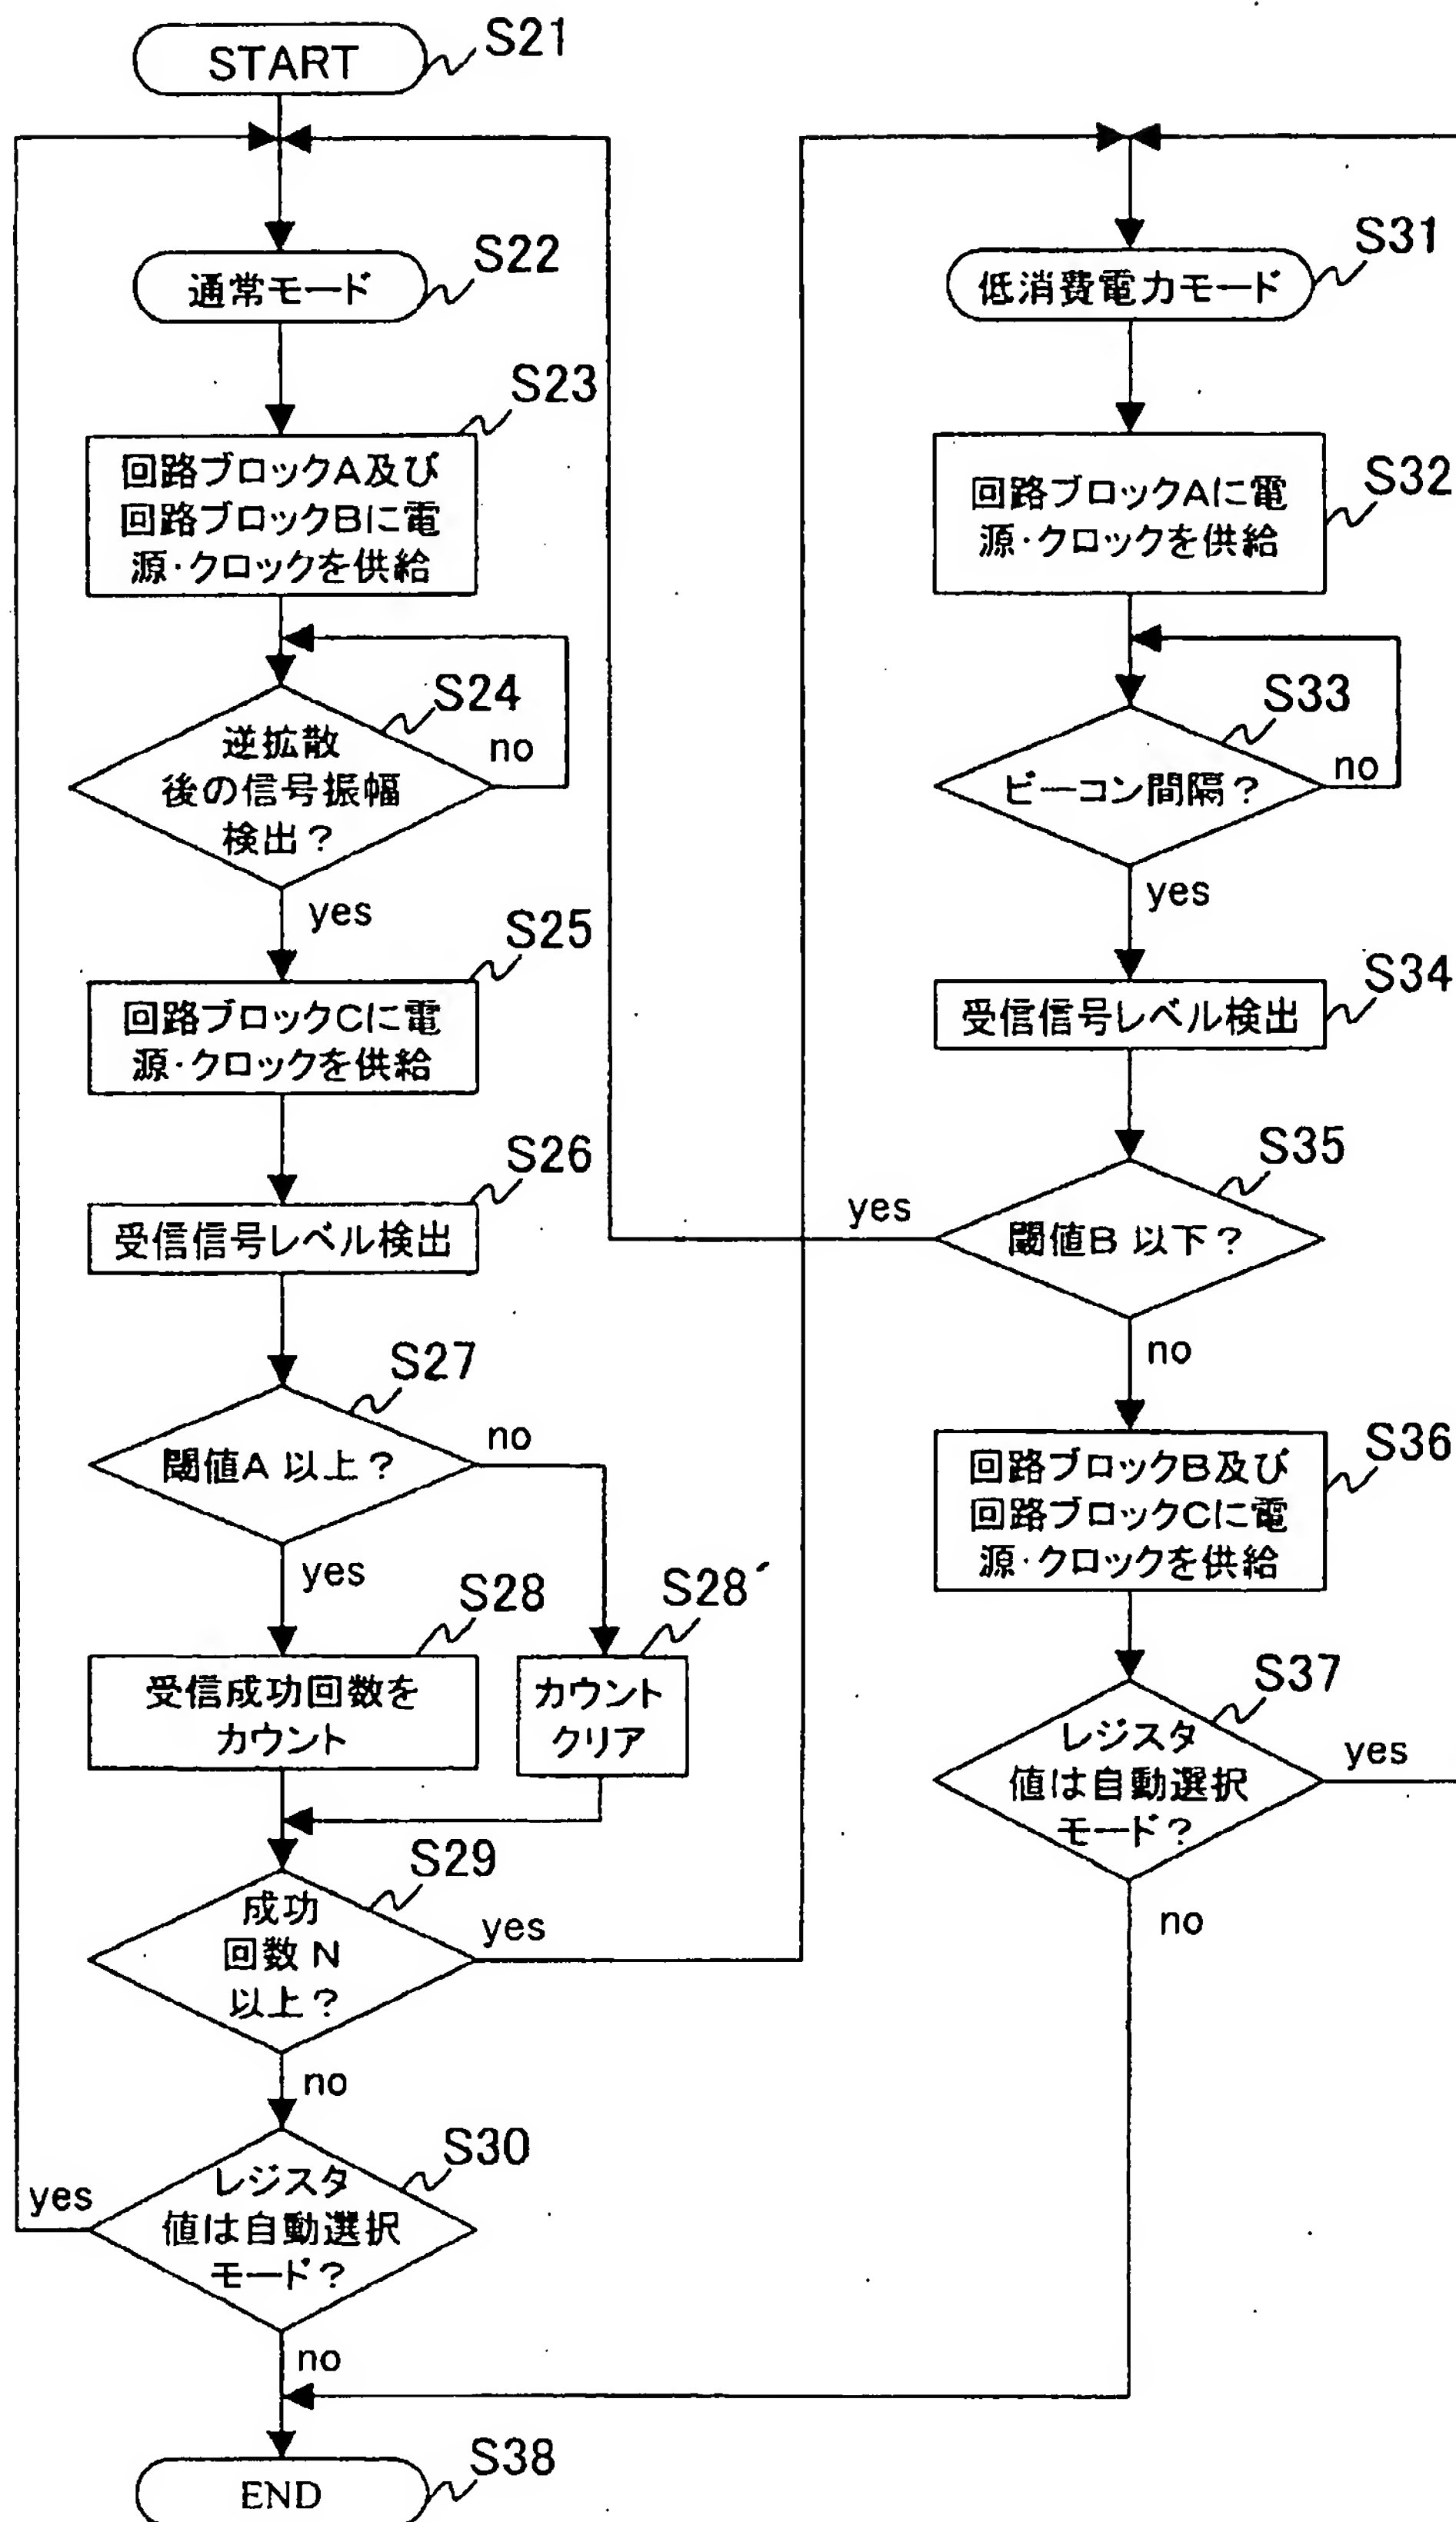 START
S21
通常モード
S22
S23
回路ブロックA及び
回路ブロックBに電
源・クロックを供給
S24
逆拡散
後の信号振幅
検出？
no
yes
S25
回路ブロックCに電
源・クロックを供給
S26
受信信号レベル検出
S27
閾値A 以上？
no
yes
S28
受信成功回数を
カウント
S28´
カウント
クリア
S29
成功
回数 N
以上？
yes
no
S30
レジスタ
値は自動選択
モード？
yes
no
S38
END
S31
低消費電力モード
S32
回路ブロックAに電
源・クロックを供給
S33
ビーコン間隔？
no
yes
S34
受信信号レベル検出
S35
閾値B 以下？
yes
no
S36
回路ブロックB及び
回路ブロックCに電
源・クロックを供給
S37
レジスタ
値は自動選択
モード？
yes
no